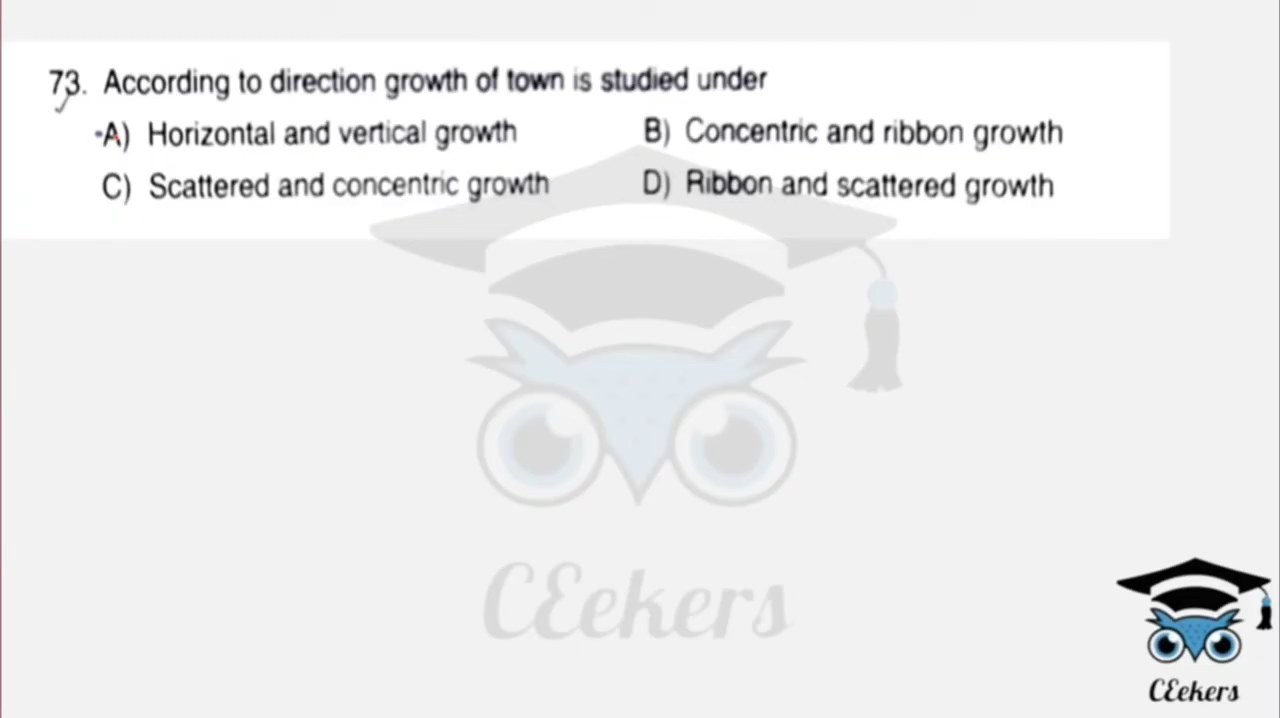 73. According to direction growth of town is studied under
A) Horizontal and vertical growth B) Concentric and ribbon growth
C) Scattered and concentric growth D) Ribbon and scattered growth
CEekers
CEekers